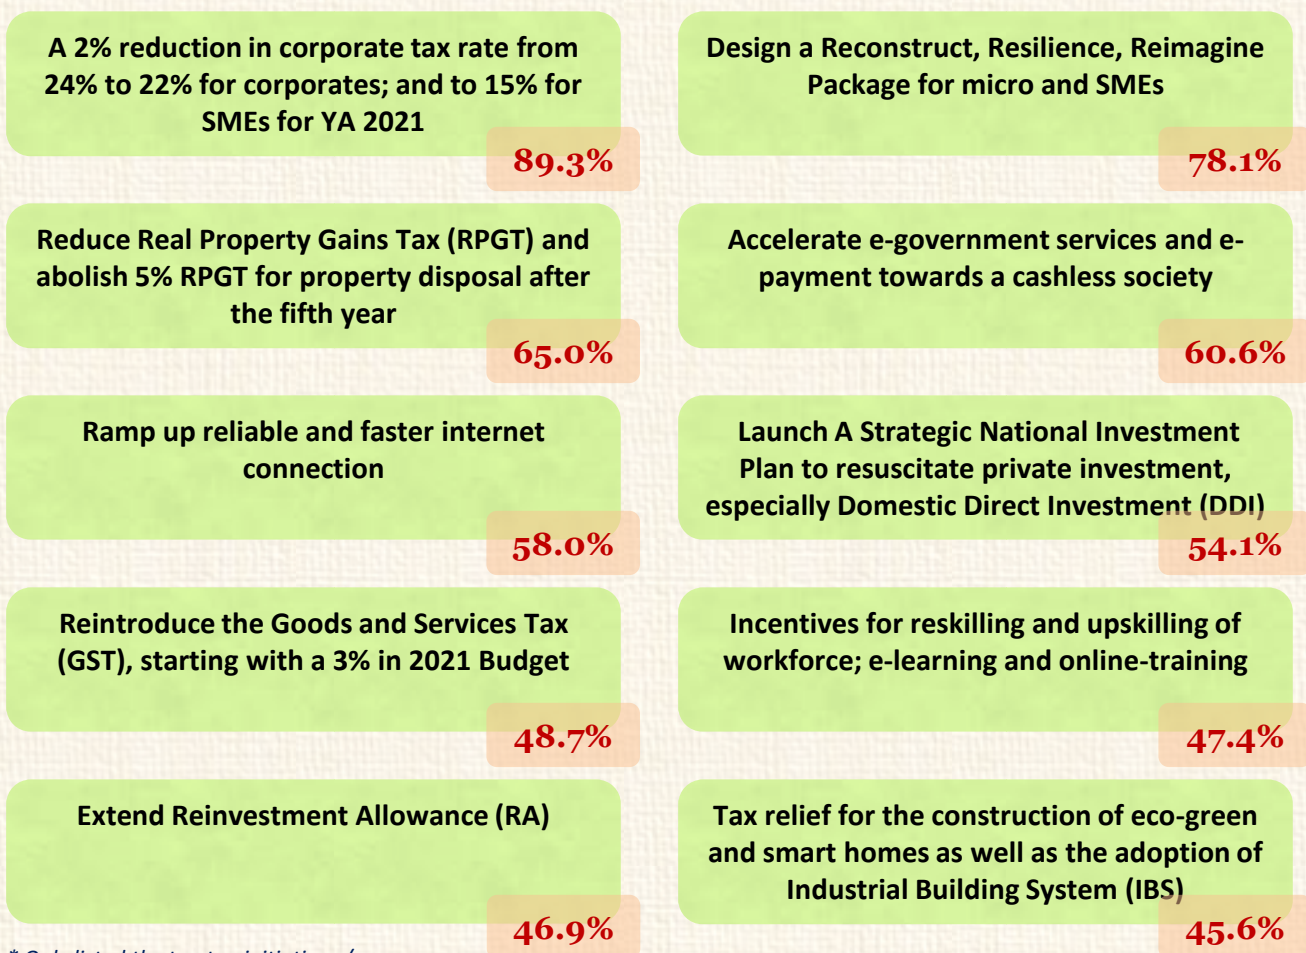 A 2% reduction in corporate tax rate from
24% to 22% for corporates; and to 15% for
SMEs for YA 2021
89.3%
Design a Reconstruct, Resilience, Reimagine
Package for micro and SMEs
78.1%
Reduce Real Property Gains Tax (RPGT) and
abolish 5% RPGT for property disposal after
the fifth year
65.0%
Accelerate e-government services and e-
payment towards a cashless society
60.6%
Ramp up reliable and faster internet
connection
58.0%
Launch A Strategic National Investment
Plan to resuscitate private investment,
especially Domestic Direct Investment (DDI)
54.1%
Reintroduce the Goods and Services Tax
(GST), starting with a 3% in 2021 Budget
48.7%
Incentives for reskilling and upskilling of
workforce; e-learning and online-training
47.4%
Extend Reinvestment Allowance (RA)
46.9%
Tax relief for the construction of eco-green
and smart homes as well as the adoption of
Industrial Building System (IBS)
45.6%